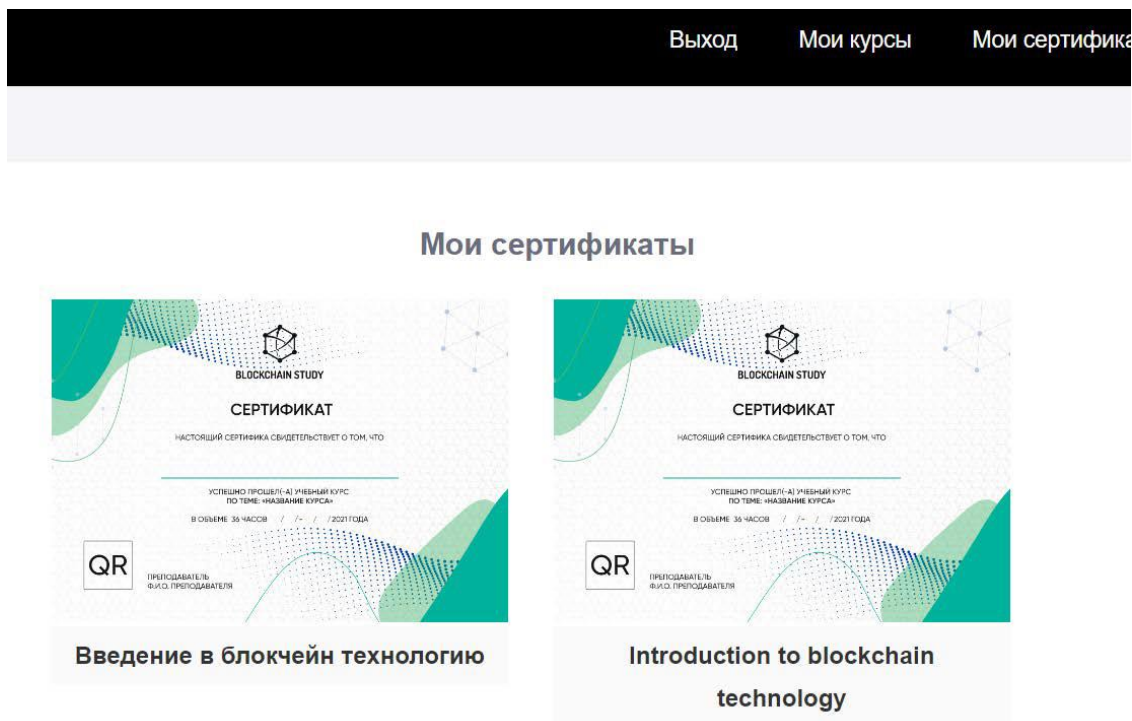 Выход Мои курсы Мои сертифика
Мои сертификаты
BLOCKCHAIN STUDY
СЕРТИФИКАТ
НАСТОЯЩИЙ СЕРТИФИКА СВИДЕТЕЛЬСТВУЕТ О ТОМ, ЧТО
УСПЕШНО ПРОШЕЛ(-А) УЧЕБНЫЙ КУРС
ПО ТЕМЕ: «НАЗВАНИЕ КУРСА»
В ОБЪЕМЕ 36 ЧАСОВ / / - / / 2021 ГОДА
QR
ПРЕПОДАВАТЕЛЬ
Ф.И.О. ПРЕПОДАВАТЕЛЯ
Введение в блокчейн технологию
BLOCKCHAIN STUDY
СЕРТИФИКАТ
НАСТОЯЩИЙ СЕРТИФИКА СВИДЕТЕЛЬСТВУЕТ О ТОМ, ЧТО
УСПЕШНО ПРОШЕЛ(-А) УЧЕБНЫЙ КУРС
ПО ТЕМЕ: «НАЗВАНИЕ КУРСА»
В ОБЪЕМЕ 36 ЧАСОВ / / - / / 2021 ГОДА
QR
ПРЕПОДАВАТЕЛЬ
Ф.И.О. ПРЕПОДАВАТЕЛЯ
Introduction to blockchain
technology